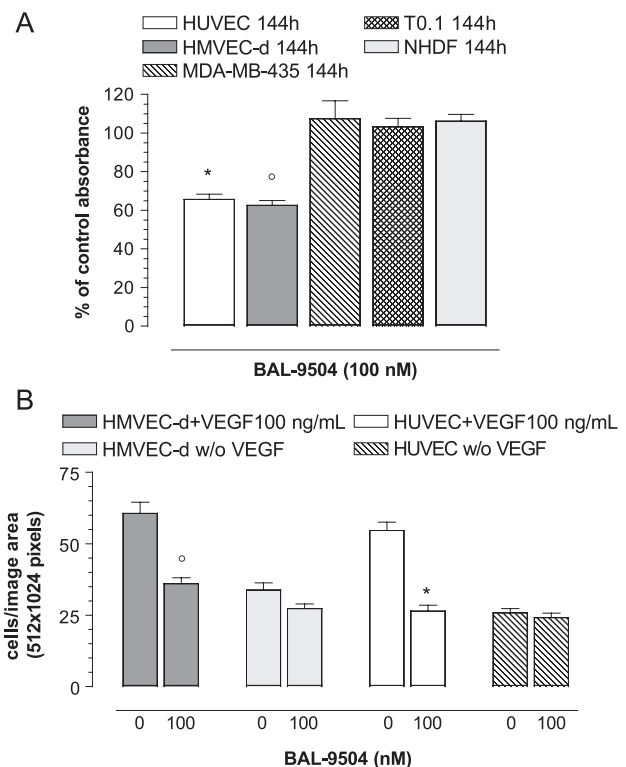 A
HUVEC 144h T0.1 144h
HMVEC-d 144h NHDF 144h
MDA-MB-435 144h
% of control absorbance
120
100
80
60
40
20
0
*
°
BAL-9504 (100 nM)
B
HMVEC-d+VEGF100 ng/mL HUVEC+VEGF100 ng/mL
HMVEC-d w/o VEGF HUVEC w/o VEGF
cells/image area
(512x1024 pixels)
75
50
25
0
°
*
0 100 0 100 0 100 0 100
BAL-9504 (nM)